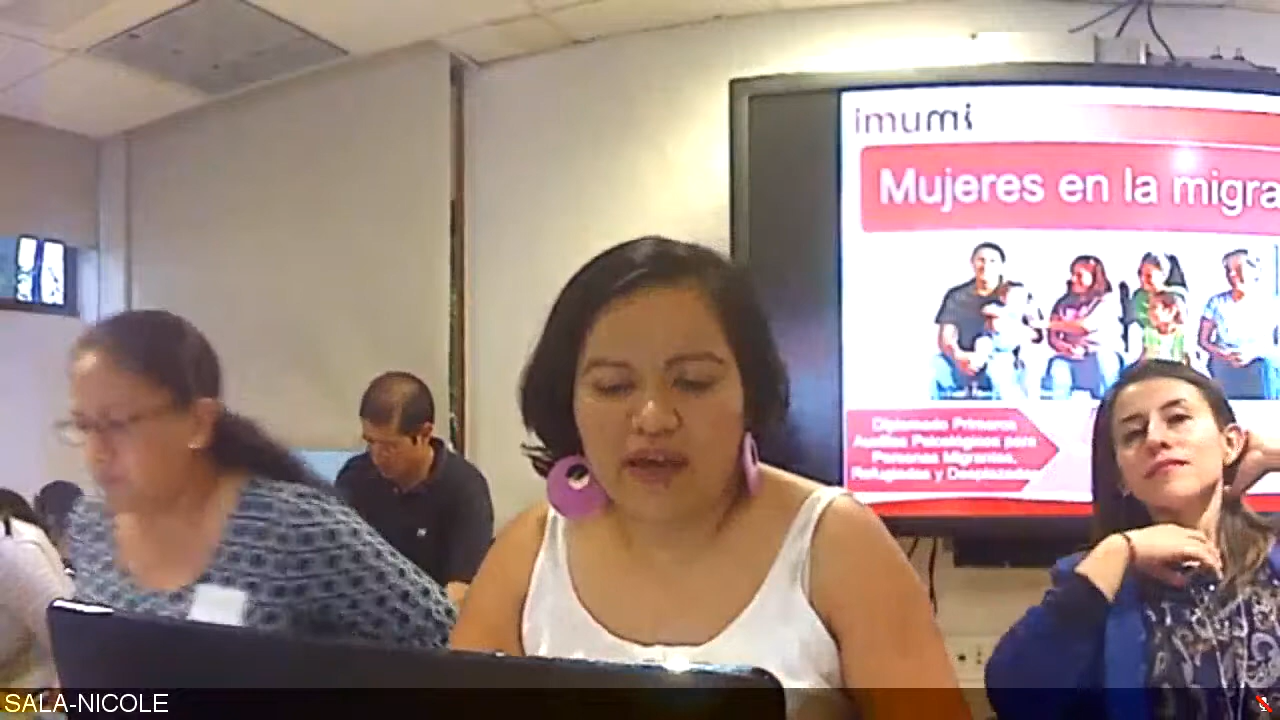 imumi
Mujeres en la migra
Diplomado Primeros
Auxilios Psicológicos para
Personas Migrantes,
Refugiadas y Desplazadas
SALA-NICOLE